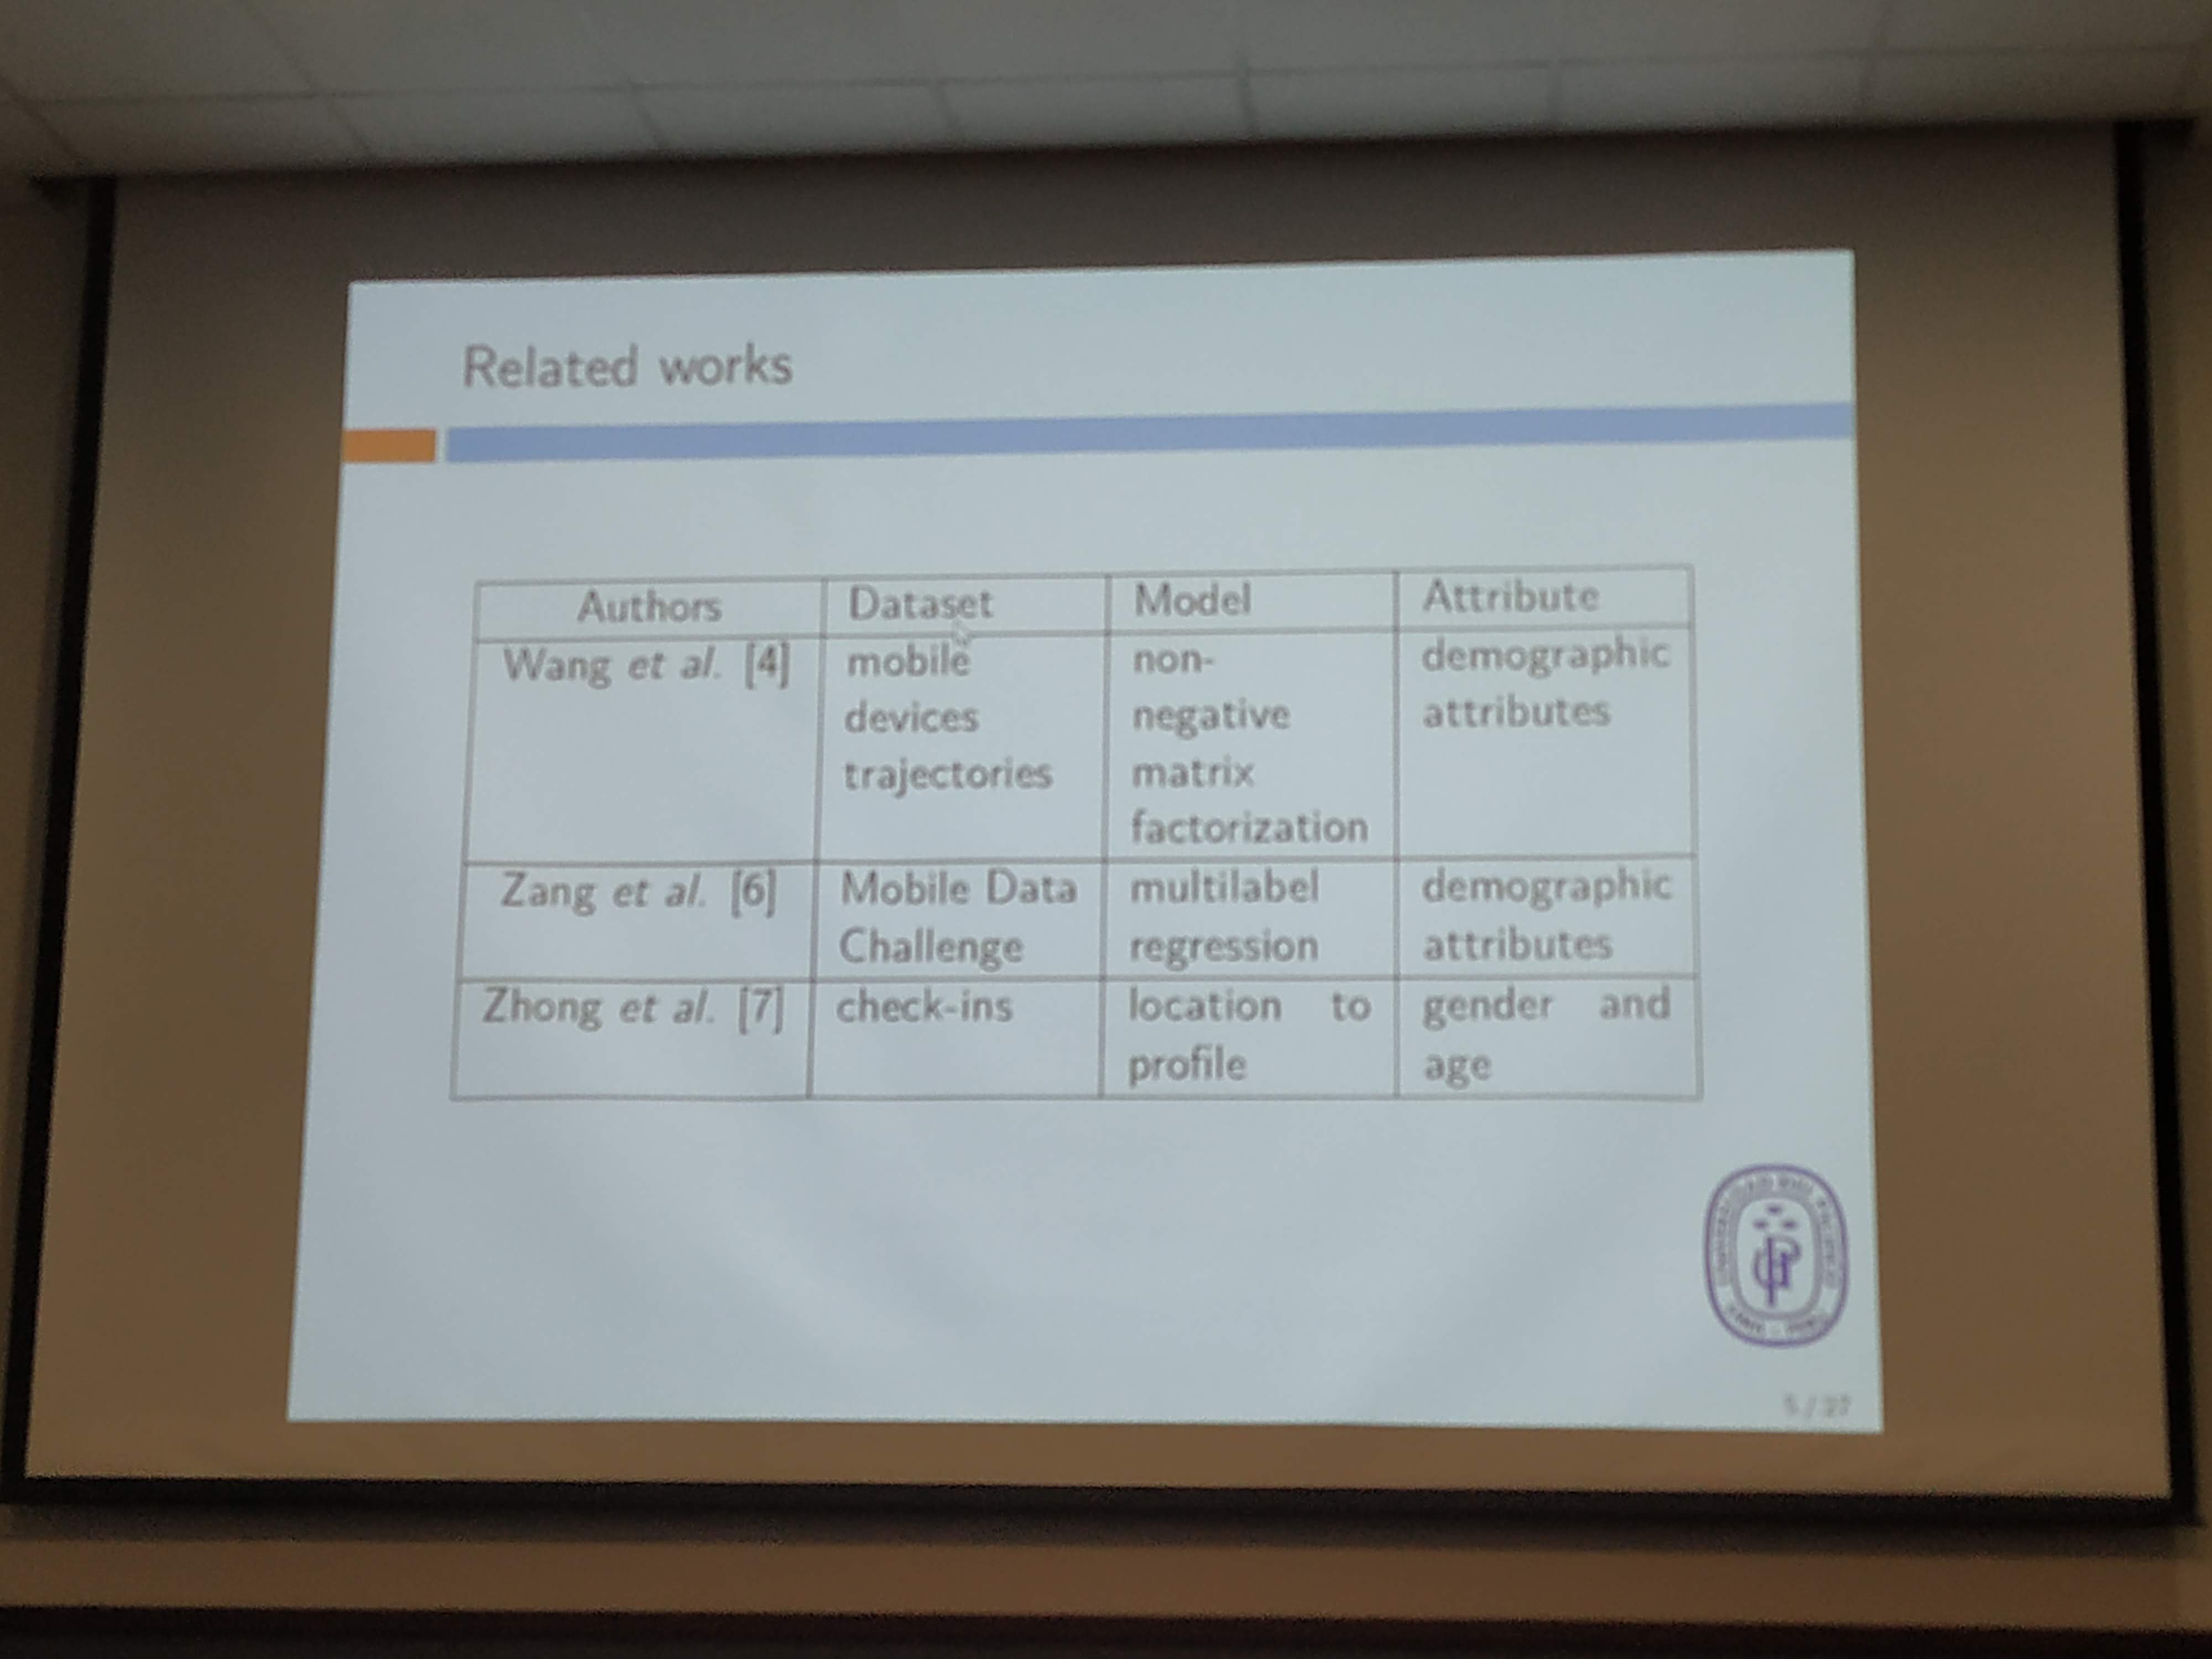 Related works
Authors Dataset Model Attribute
Wang et al. [4] mobile non- demographic
devices negative attributes
trajectories matrix
factorization
Zang et al. [6] Mobile Data multilabel demographic
Challenge regression attributes
Zhong et al. [7] check-ins location to gender and
profile age
5 / 27